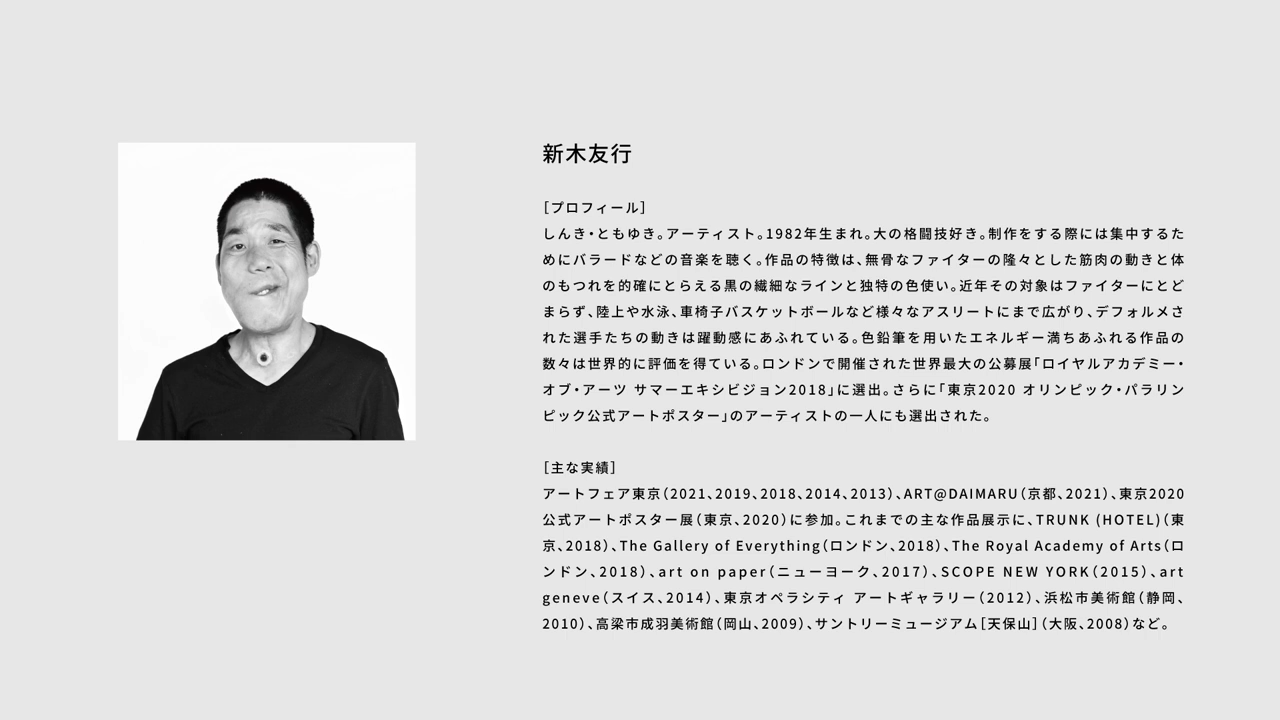 新木友行
［プロフィール］
しんき・ともゆき。アーティスト。1982年生まれ。大の格闘技好き。制作をする際には集中するた
めにバラードなどの音楽を聴く。作品の特徴は、無骨なファイターの隆々とした筋肉の動きと体
のもつれを的確にとらえる黒の繊細なラインと独特の色使い。近年その対象はファイターにとど
まらず、陸上や水泳、車椅子バスケットボールなど様々なアスリートにまで広がり、デフォルメさ
れた選手たちの動きは躍動感にあふれている。色鉛筆を用いたエネルギー満ちあふれる作品の
数々は世界的に評価を得ている。ロンドンで開催された世界最大の公募展「ロイヤルアカデミー・
オブ・アーツ サマーエキシビジョン2018」に選出。さらに「東京2020 オリンピック・パラリン
ピック公式アートポスター」のアーティストの一人にも選出された。
［主な実績］
アートフェア東京（2021、2019、2018、2014、2013）、ART@DAIMARU（京都、2021）、東京2020
公式アートポスター展（東京、2020）に参加。これまでの主な作品展示に、TRUNK (HOTEL)（東
京、2018）、The Gallery of Everything（ロンドン、2018）、The Royal Academy of Arts（ロ
ンドン、2018）、art on paper（ニューヨーク、2017）、SCOPE NEW YORK（2015）、art
geneve（スイス、2014）、東京オペラシティ アートギャラリー（2012）、浜松市美術館（静岡、
2010）、高梁市成羽美術館（岡山、2009）、サントリーミュージアム［天保山］（大阪、2008）など。